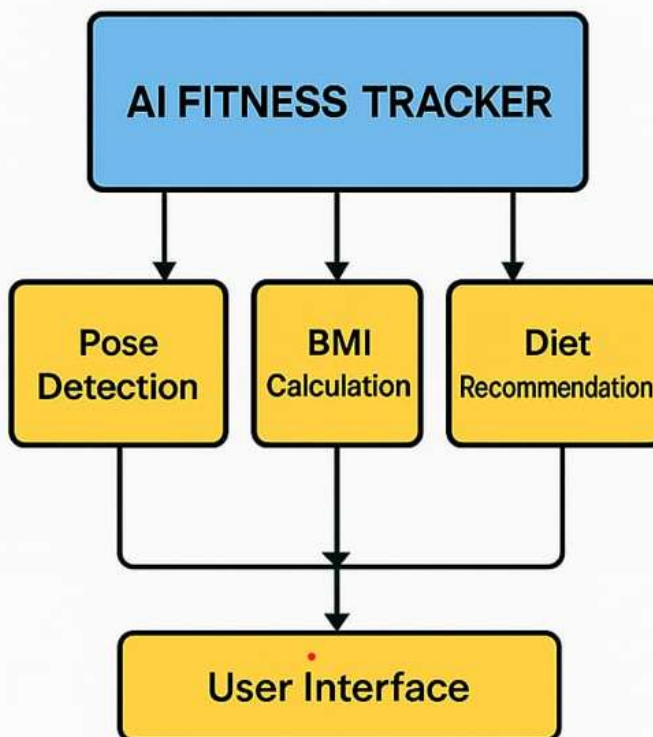 AI FITNESS TRACKER
Pose
Detection
BMI
Calculation
Diet
Recommendation
User Interface